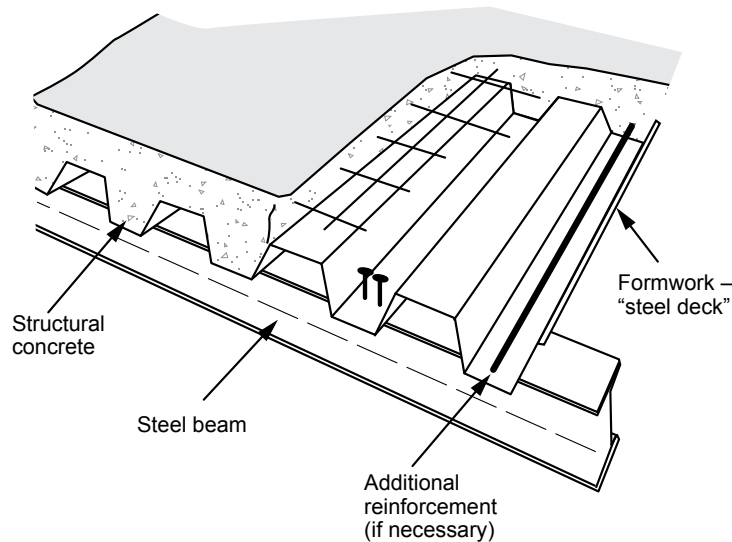 Formwork –
“steel deck”
Structural
concrete
Steel beam
Additional
reinforcement
(if necessary)